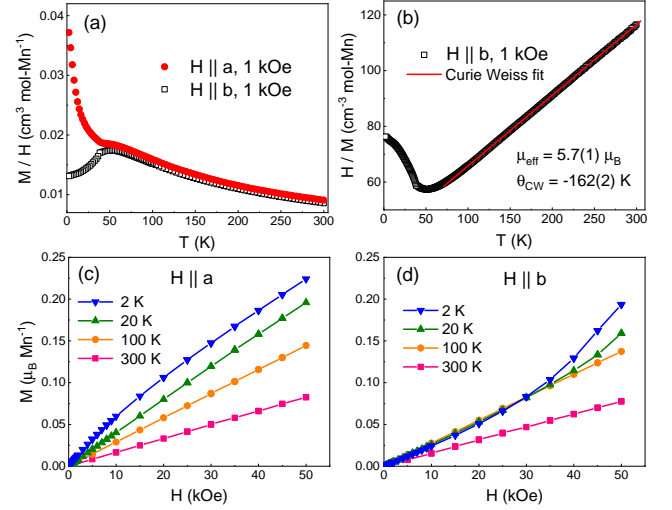 (a)
0.04
0.03
0.02
0.01
0.00
M / H (cm³ mol-Mn⁻¹)
H || a, 1 kOe
H || b, 1 kOe
0 50 100 150 200 250 300
T (K)
(b)
140
120
100
80
60
H / M (cm⁻³ mol-Mn)
H || b, 1 kOe
Curie Weiss fit
μeff = 5.7(1) μB
θCW = -162(2) K
0 50 100 150 200 250 300
T (K)
(c)
H || a
0.25
0.20
0.15
0.10
0.05
0.00
M (μB Mn⁻¹)
2 K
20 K
100 K
300 K
0 10 20 30 40 50
H (kOe)
(d)
H || b
0.25
0.20
0.15
0.10
0.05
0.00
2 K
20 K
100 K
300 K
0 10 20 30 40 50
H (kOe)